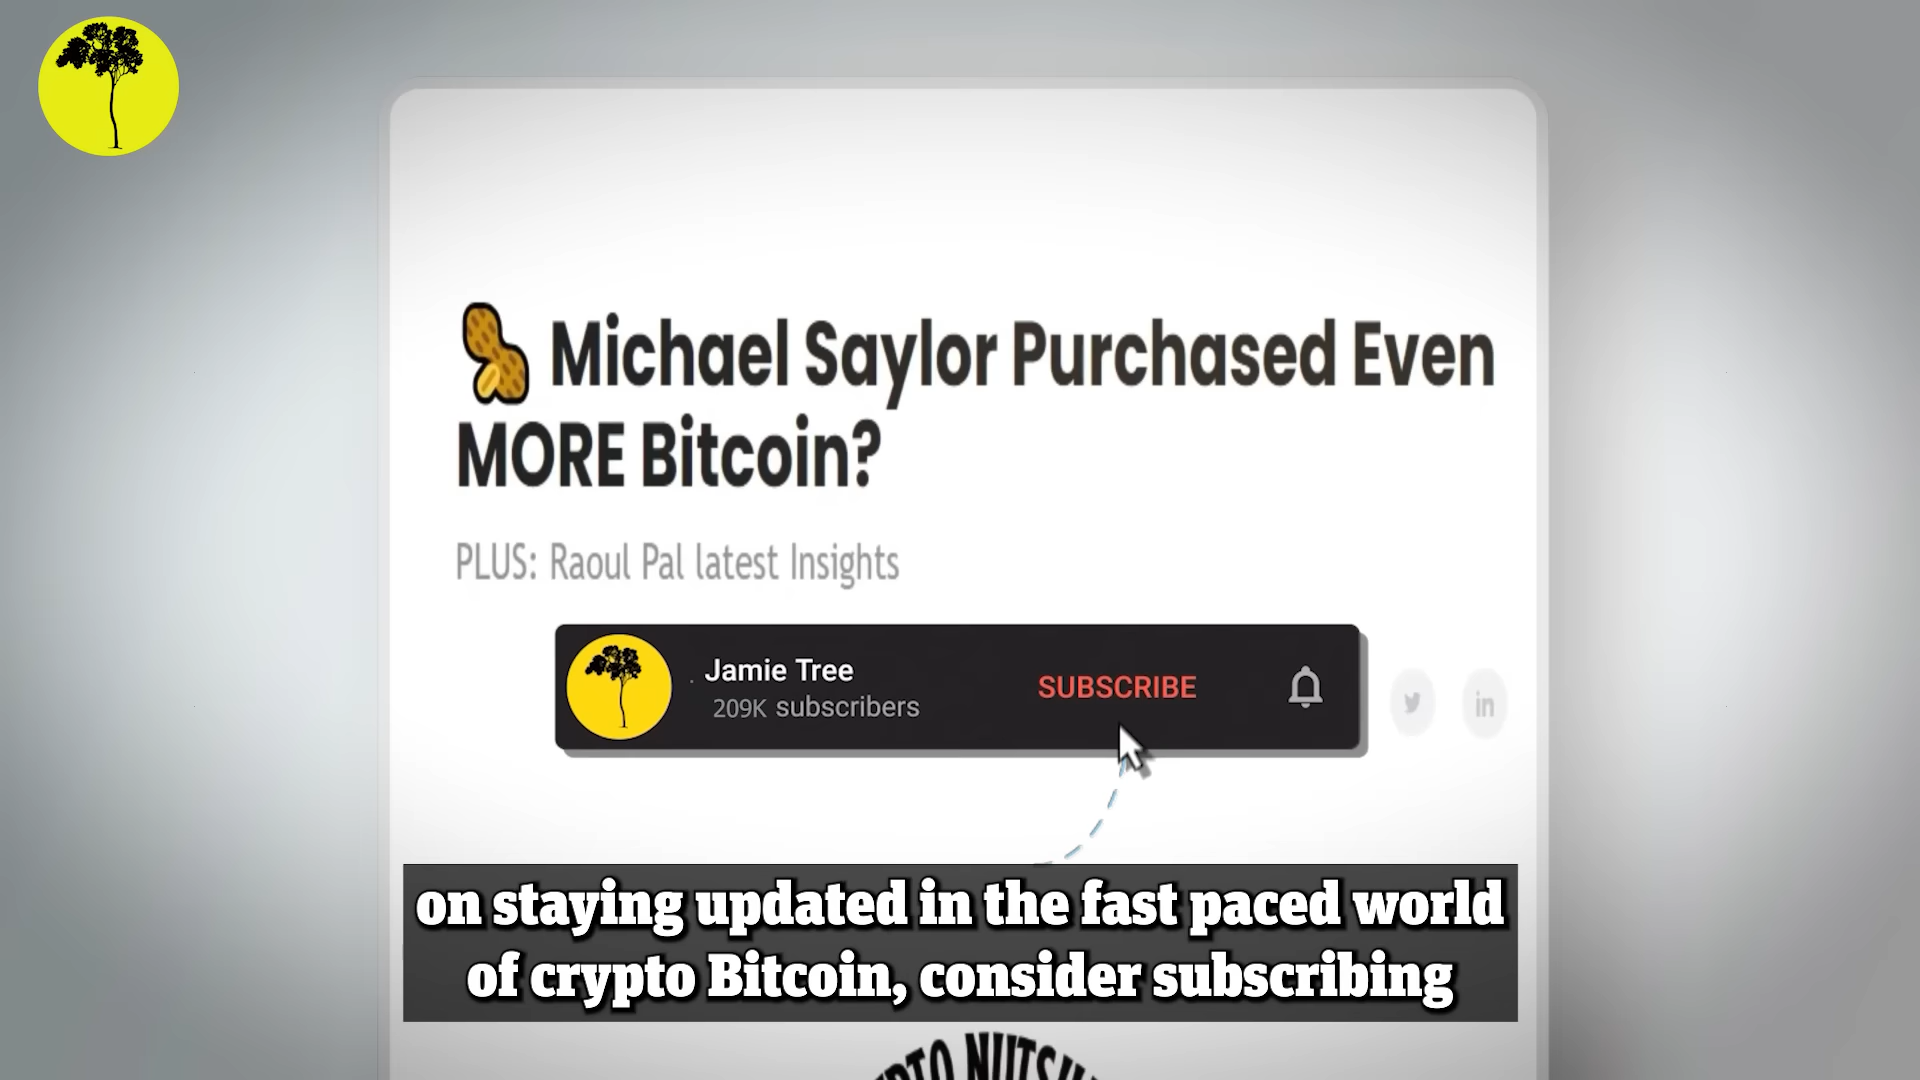 Michael Saylor Purchased Even
MORE Bitcoin?
PLUS: Raoul Pal latest Insights
Jamie Tree
209K subscribers
SUBSCRIBE
in
on staying updated in the fast paced world
of crypto Bitcoin, consider subscribing